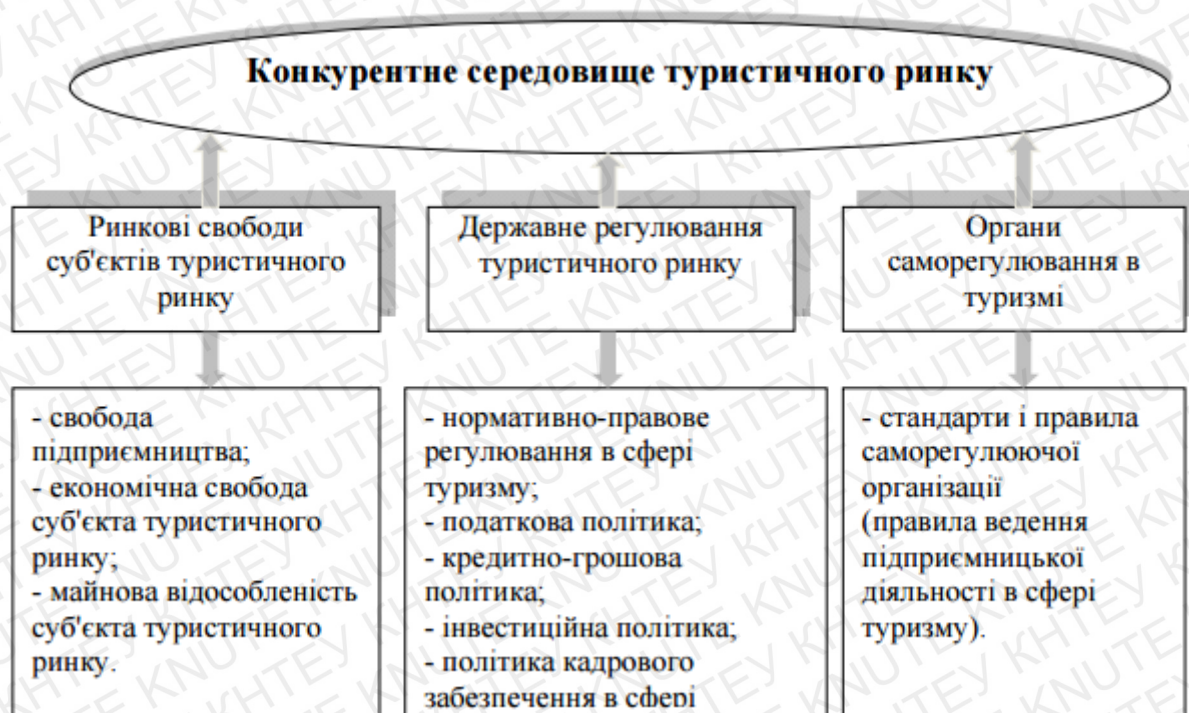 Конкурентне середовище туристичного ринку
Ринкові свободи
суб'єктів туристичного
ринку
Державне регулювання
туристичного ринку
Органи
саморегулювання в
туризмі
- свобода
підприємництва;
- економічна свобода
суб'єкта туристичного
ринку;
- майнова відособленість
суб'єкта туристичного
ринку.
- нормативно-правове
регулювання в сфері
туризму;
- податкова політика;
- кредитно-грошова
політика;
- інвестиційна політика;
- політика кадрового
забезпечення в сфері
- стандарти і правила
саморегулюючої
організації
(правила ведення
підприємницької
діяльності в сфері
туризму).